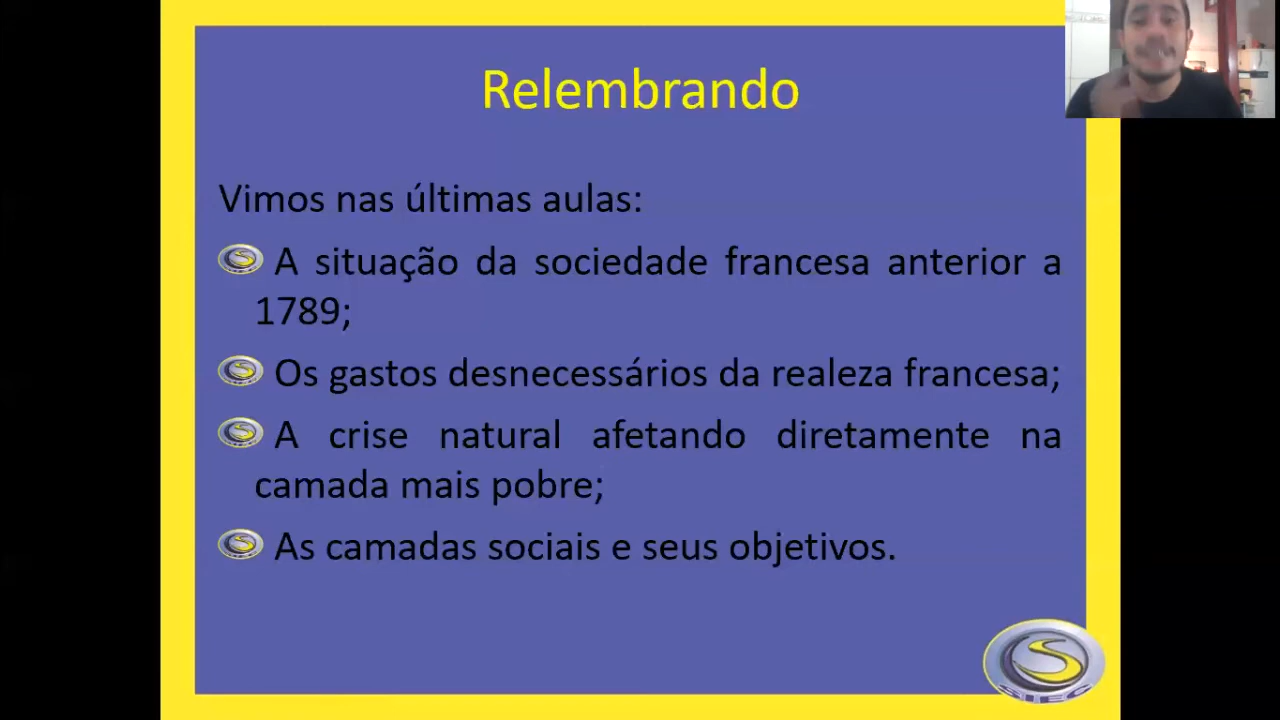 Relembrando
Vimos nas últimas aulas:
A situação da sociedade francesa anterior a
1789;
Os gastos desnecessários da realeza francesa;
A crise natural afetando diretamente na
camada mais pobre;
As camadas sociais e seus objetivos.